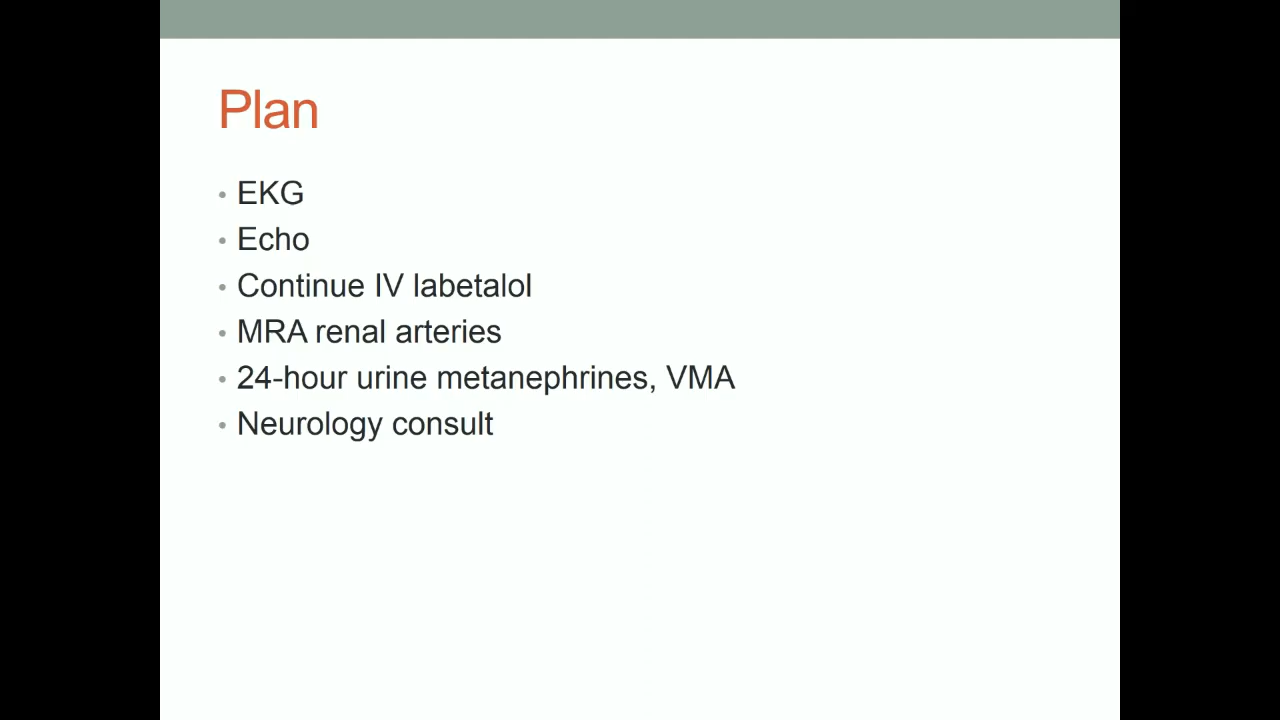 Plan
• EKG
• Echo
• Continue IV labetalol
• MRA renal arteries
• 24-hour urine metanephrines, VMA
• Neurology consult